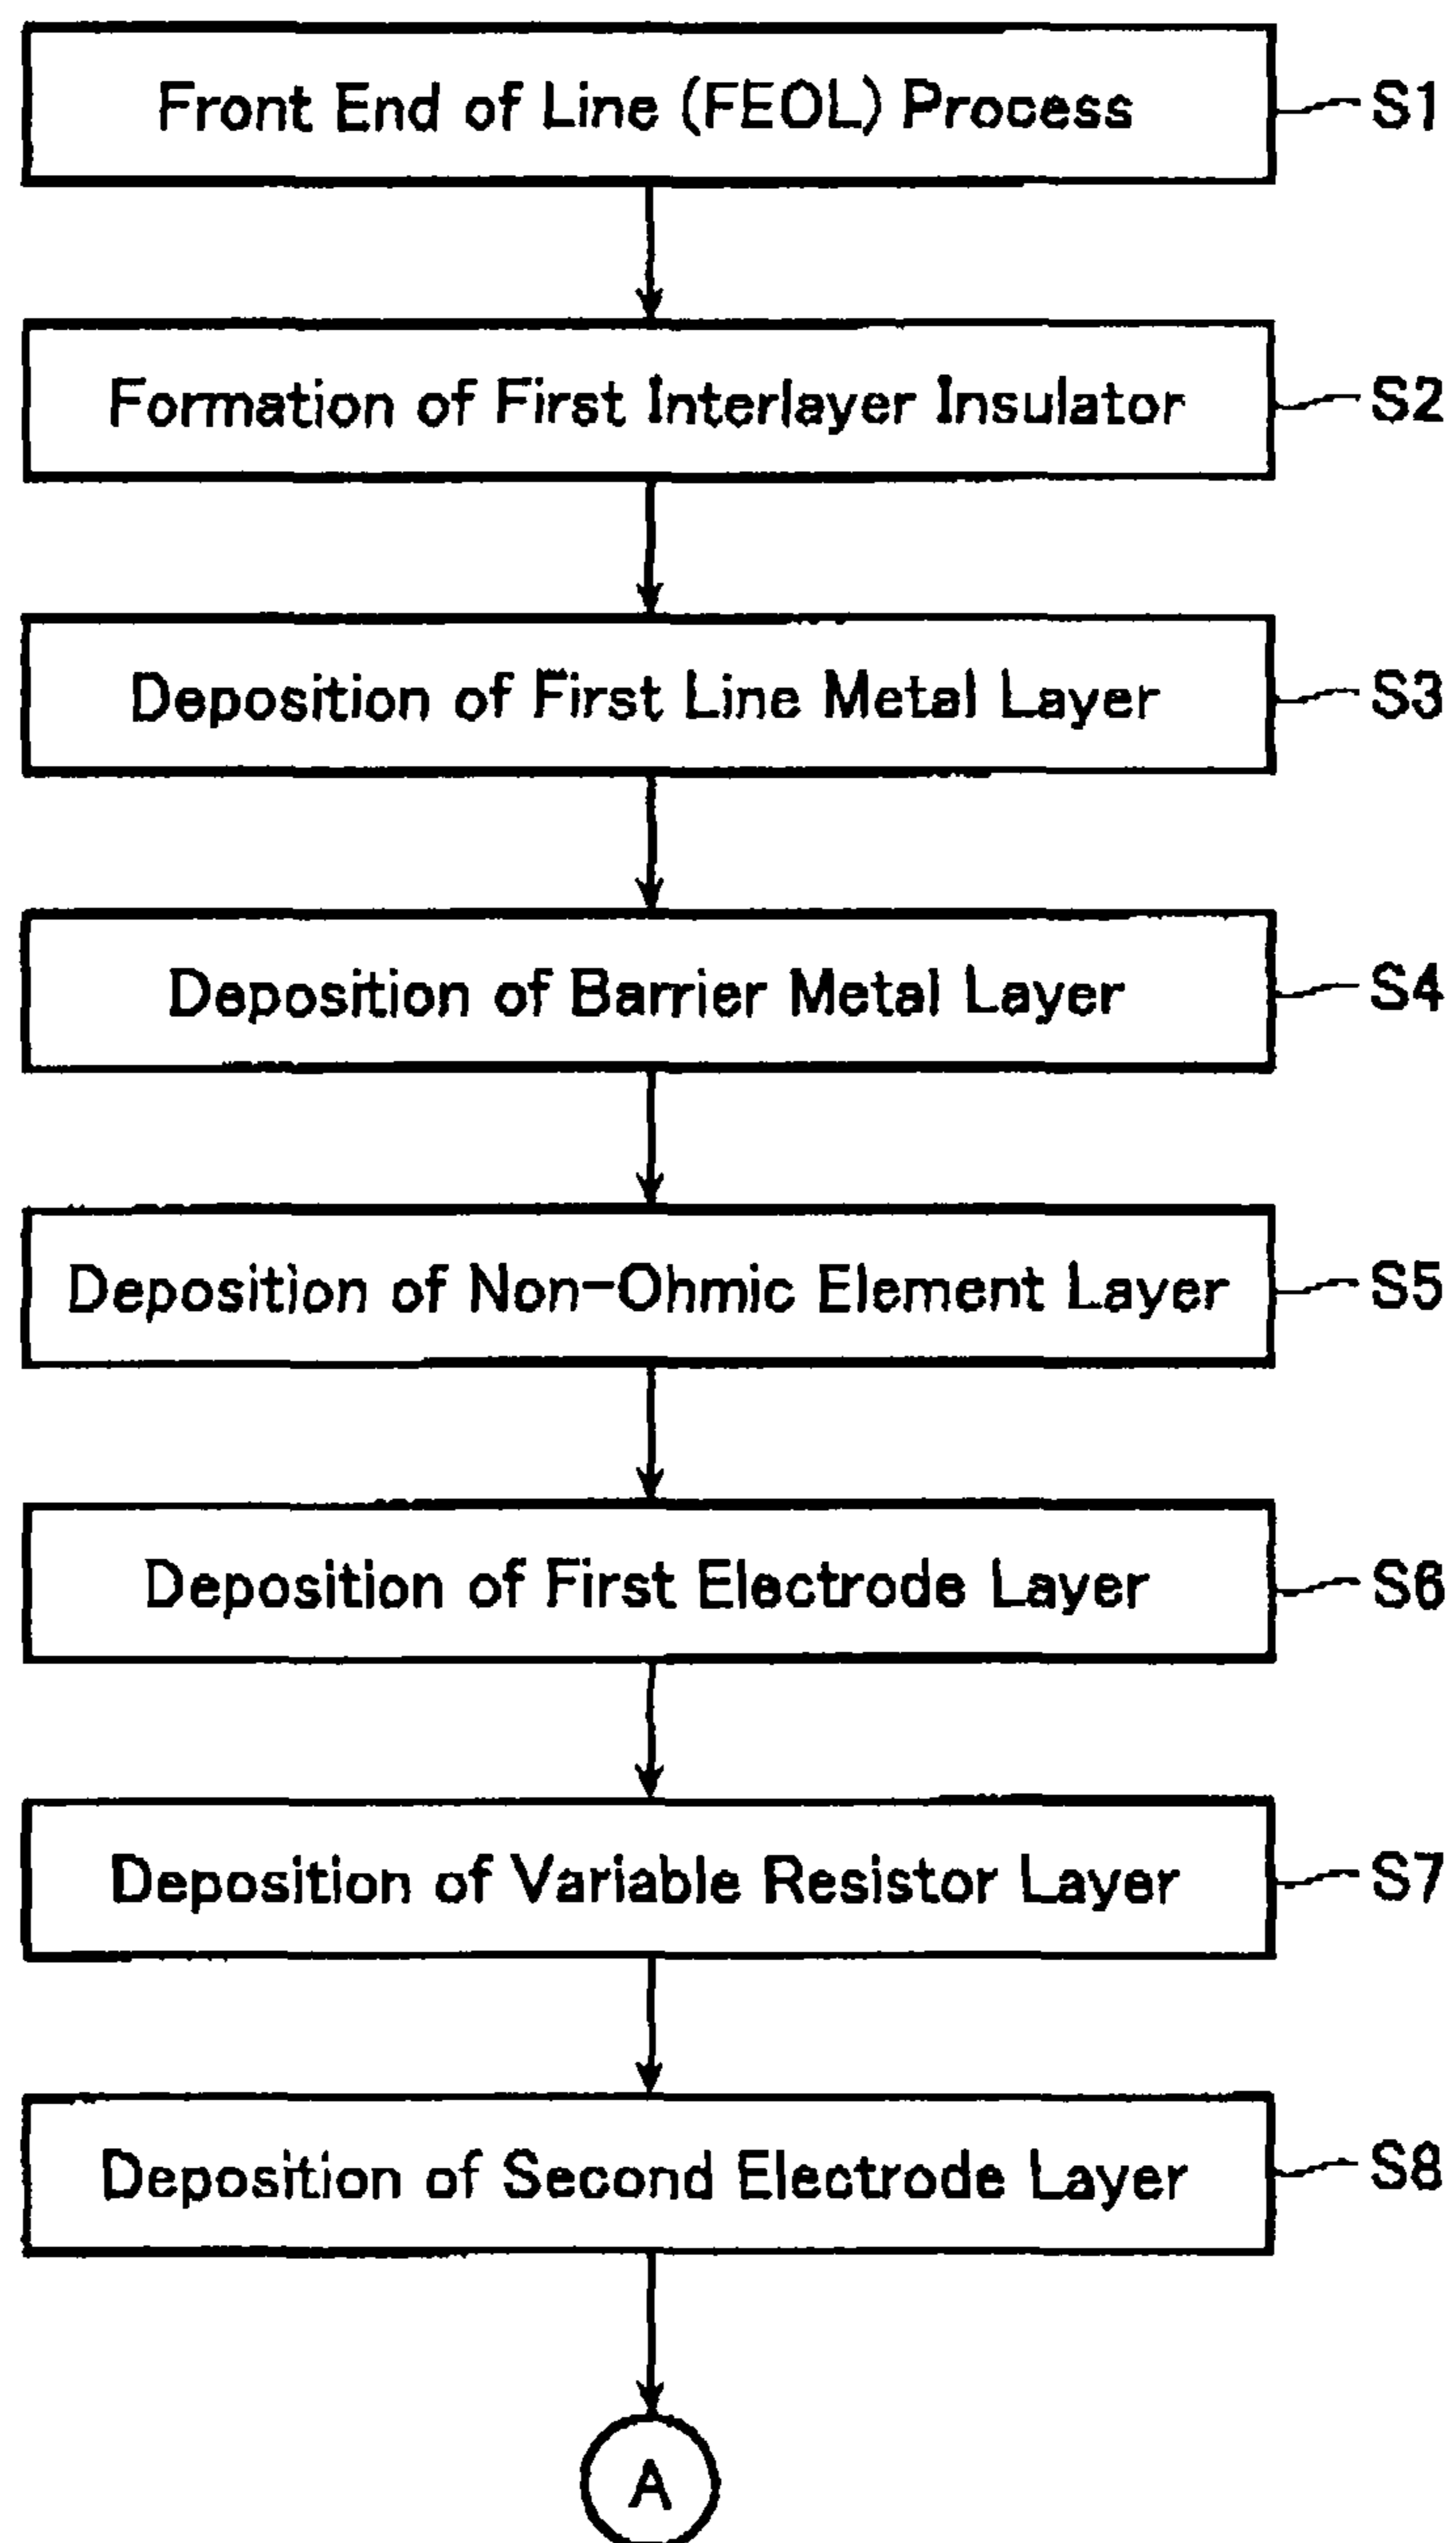 Front End of Line (FEOL) Process S1
Formation of First Interlayer Insulator S2
Deposition of First Line Metal Layer S3
Deposition of Barrier Metal Layer S4
Deposition of Non-Ohmic Element Layer S5
Deposition of First Electrode Layer S6
Deposition of Variable Resistor Layer S7
Deposition of Second Electrode Layer S8
A